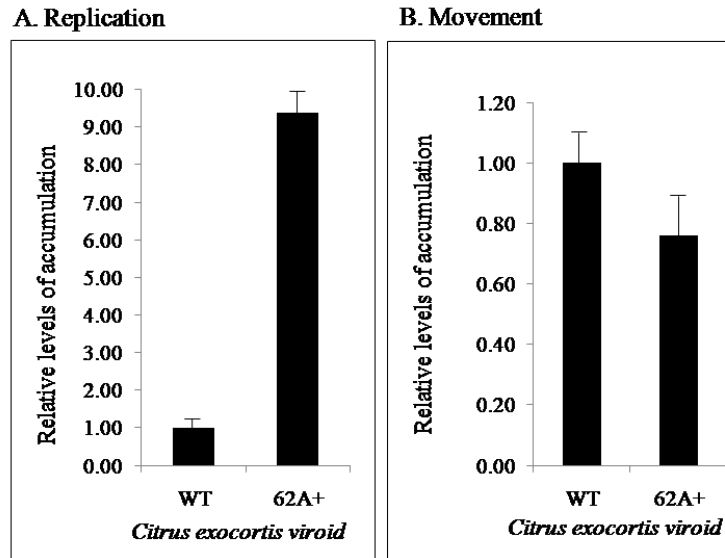 A. Replication
Relative levels of accumulation
10.00
9.00
8.00
7.00
6.00
5.00
4.00
3.00
2.00
1.00
0.00
WT 62A+
Citrus exocortis viroid
B. Movement
Relative levels of accumulation
1.20
1.00
0.80
0.60
0.40
0.20
0.00
WT 62A+
Citrus exocortis viroid